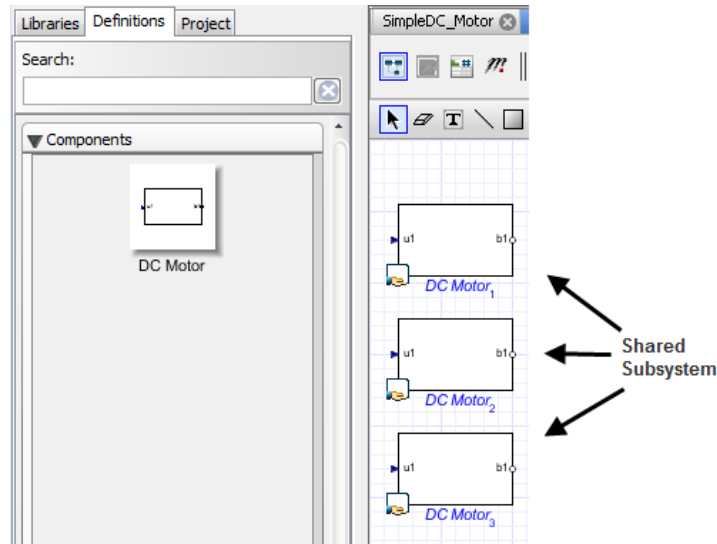 Libraries Definitions Project
Search:
Components
DC Motor
SimpleDC_Motor
T
u1 b1
DC Motor1
u1 b1
DC Motor2
u1 b1
DC Motor3
Shared
Subsystem